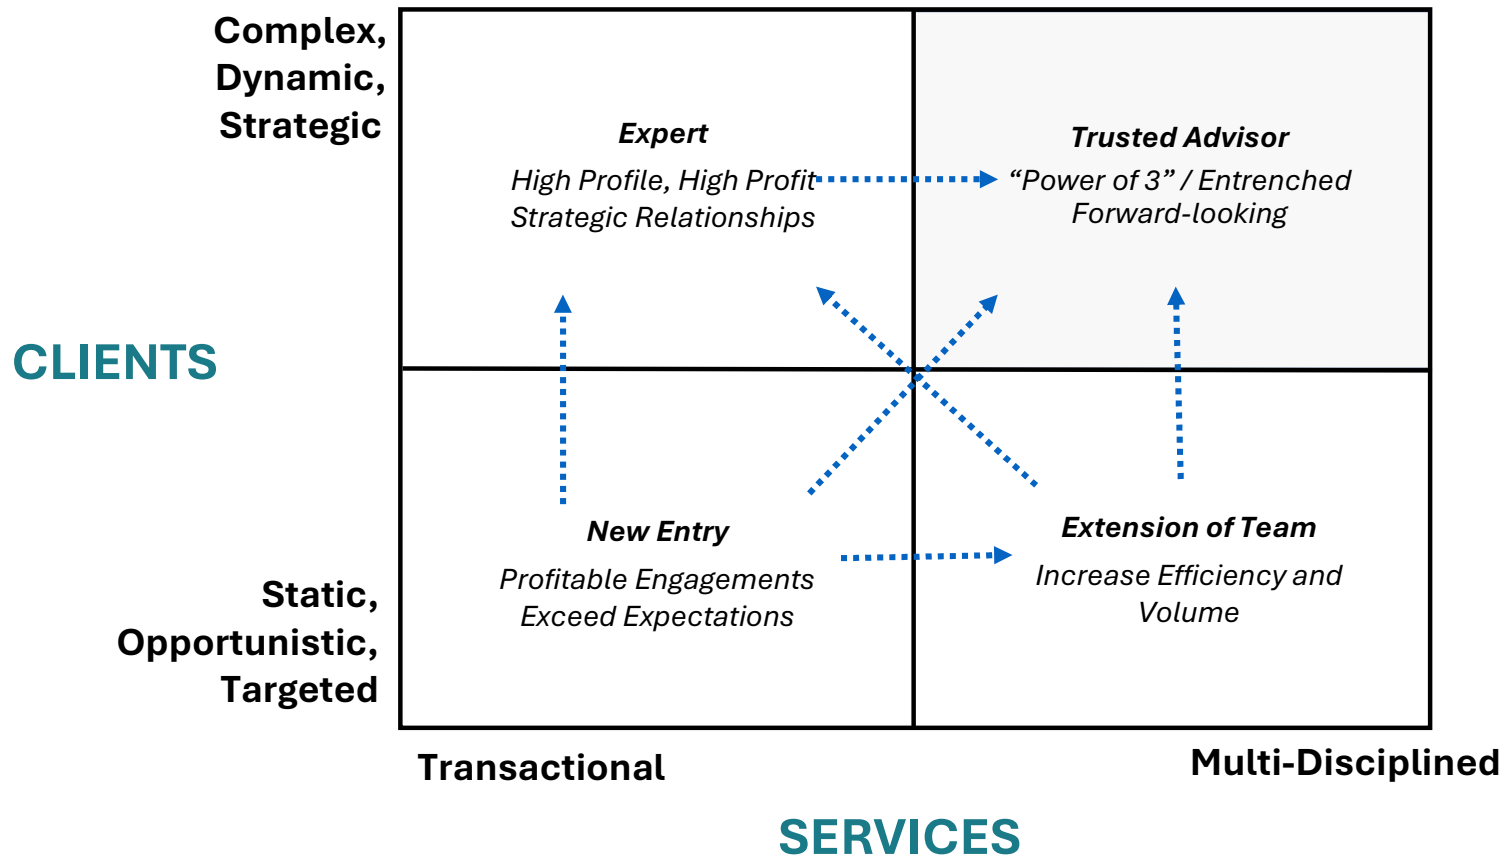 Complex,
Dynamic,
Strategic
Expert
High Profile, High Profit
Strategic Relationships
Trusted Advisor
“Power of 3” / Entrenched
Forward-looking
CLIENTS
New Entry
Profitable Engagements
Exceed Expectations
Extension of Team
Increase Efficiency and
Volume
Static,
Opportunistic,
Targeted
Transactional
Multi-Disciplined
SERVICES